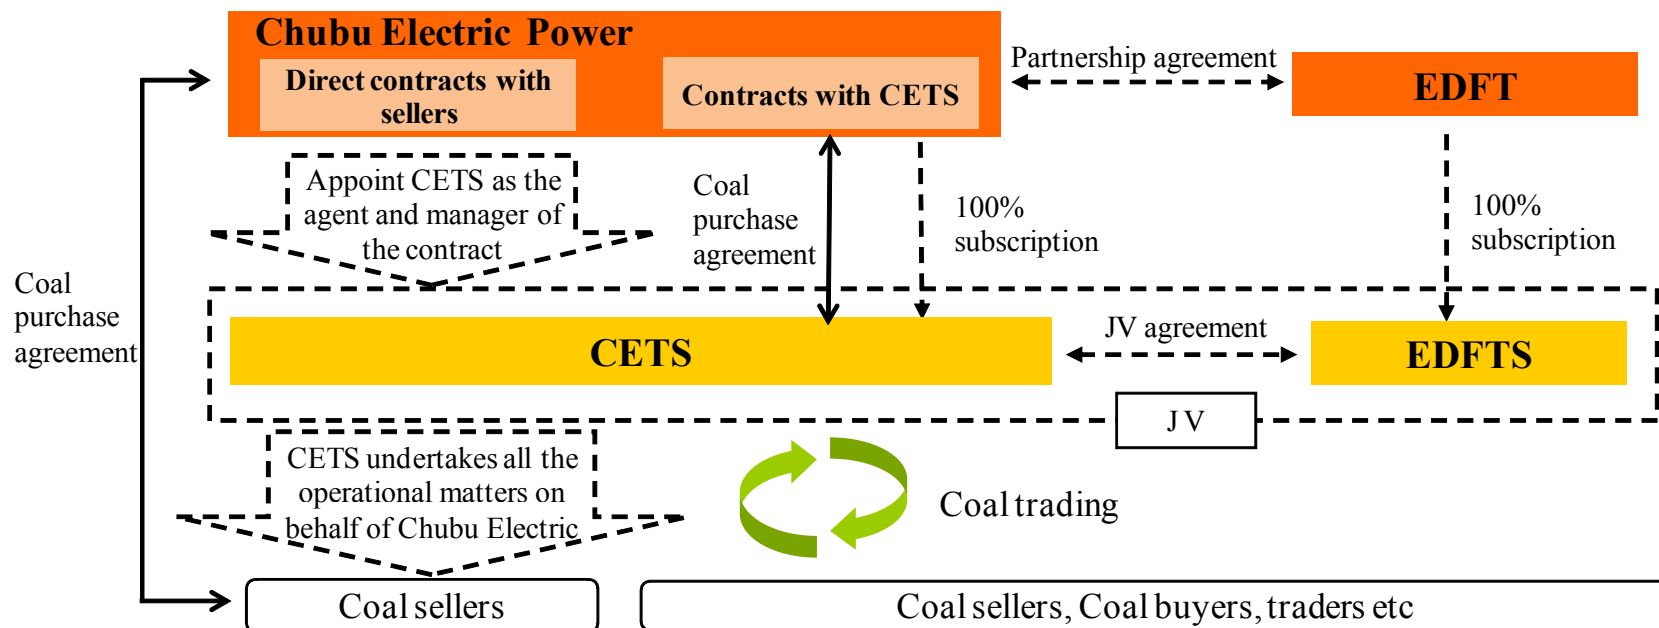 Chubu Electric Power
Direct contracts with
sellers
Contracts with CETS
Partnership agreement
EDFT
Appoint CETS as the
agent and manager of
the contract
Coal
purchase
agreement
100%
subscription
100%
subscription
Coal
purchase
agreement
CETS
JV agreement
EDFTS
JV
CETS undertakes all the
operational matters on
behalf of Chubu Electric
Coal trading
Coal sellers
Coal sellers, Coal buyers, traders etc